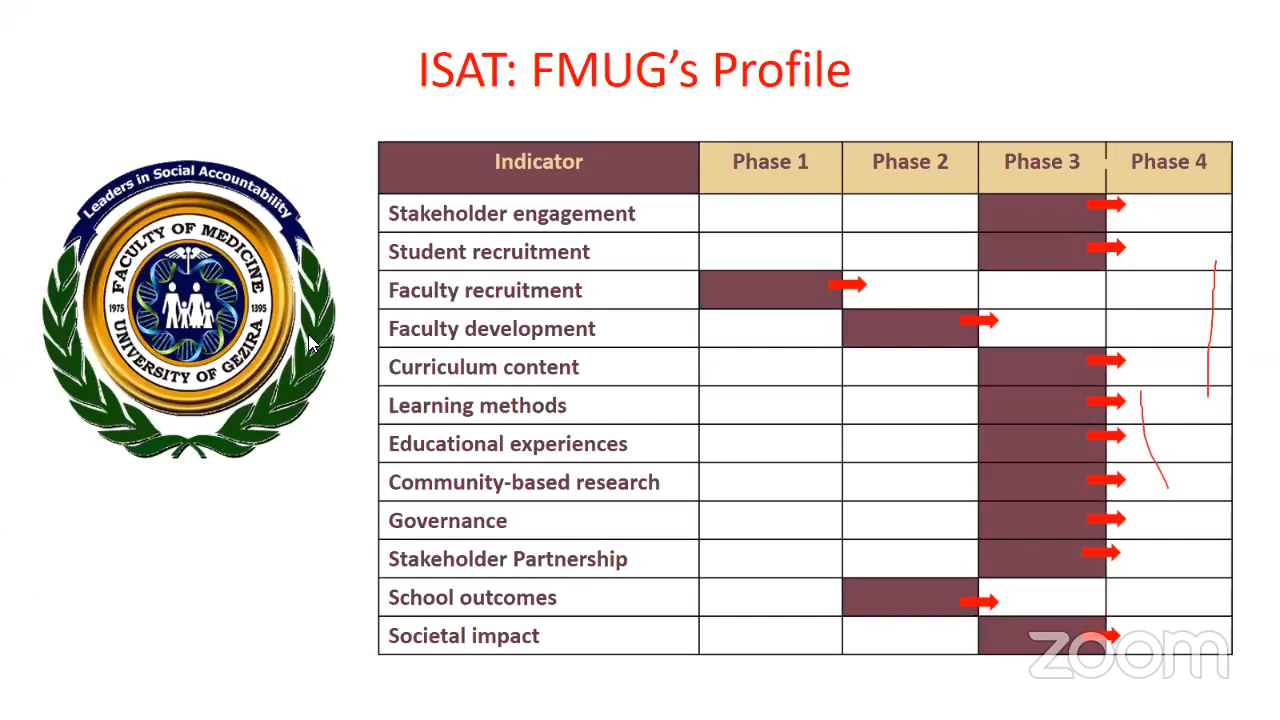 ISAT: FMUG's Profile
Leaders in Social Accountability
FACULTY OF MEDICINE
1975
1395
UNIVERSITY OF GEZIRA
Indicator Phase 1 Phase 2 Phase 3 Phase 4
Stakeholder engagement
Student recruitment
Faculty recruitment
Faculty development
Curriculum content
Learning methods
Educational experiences
Community-based research
Governance
Stakeholder Partnership
School outcomes
Societal impact
zoom